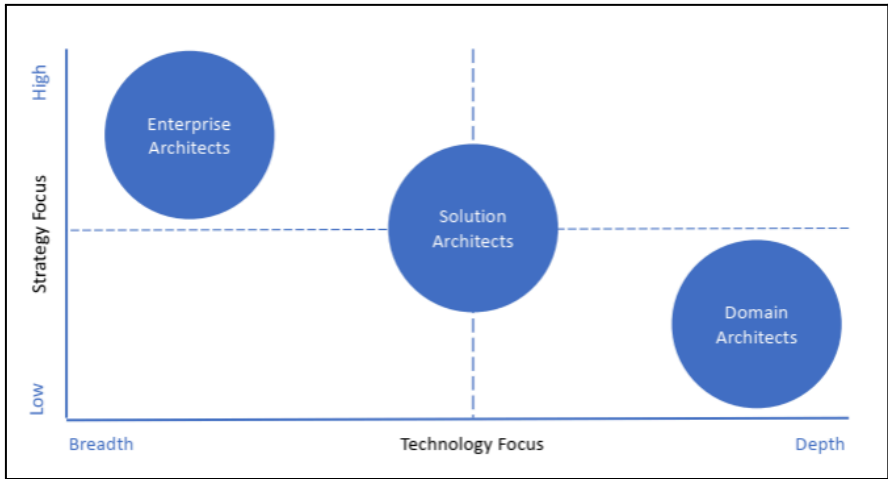 High
Enterprise
Architects
Strategy Focus
Solution
Architects
Domain
Architects
Low
Breadth
Technology Focus
Depth